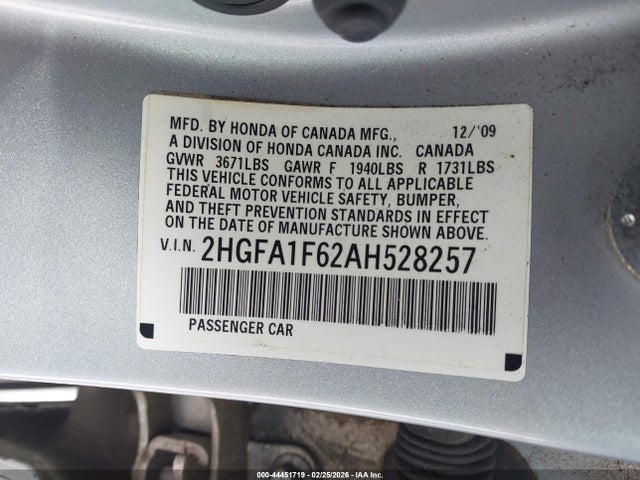 MFD. BY HONDA OF CANADA MFG., 12/'09
A DIVISION OF HONDA CANADA INC. CANADA
GVWR 3671LBS GAWR F 1940LBS R 1731LBS
THIS VEHICLE CONFORMS TO ALL APPLICABLE
FEDERAL MOTOR VEHICLE SAFETY, BUMPER,
AND THEFT PREVENTION STANDARDS IN EFFECT
ON THE DATE OF MANUFACTURE SHOWN ABOVE.
V.I.N. 2HGFA1F62AH528257
PASSENGER CAR
000-44451719 - 02/25/2026 - IAA Inc.